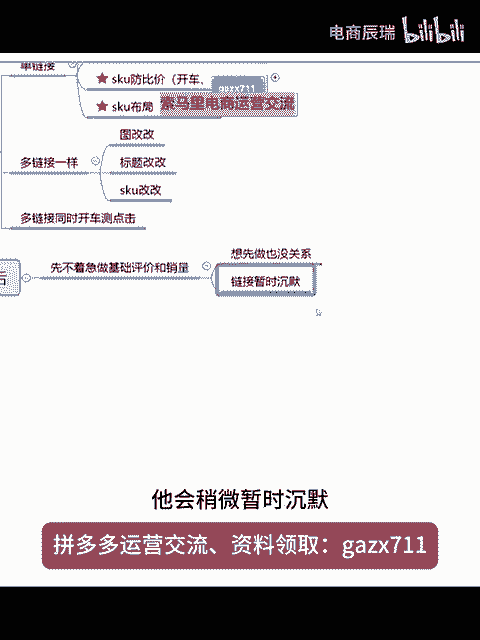 电商辰瑞 bilibili
单链接
sku防比价（开车、
gazx711
sku布局
索马里电商运营交流
图改改
多链接一样
标题改改
sku改改
多链接同时开车测点击
想先做也没关系
先不着急做基础评价和销量
后
链接暂时沉默
他会稍微暂时沉默
拼多多运营交流、资料领取：gazx711